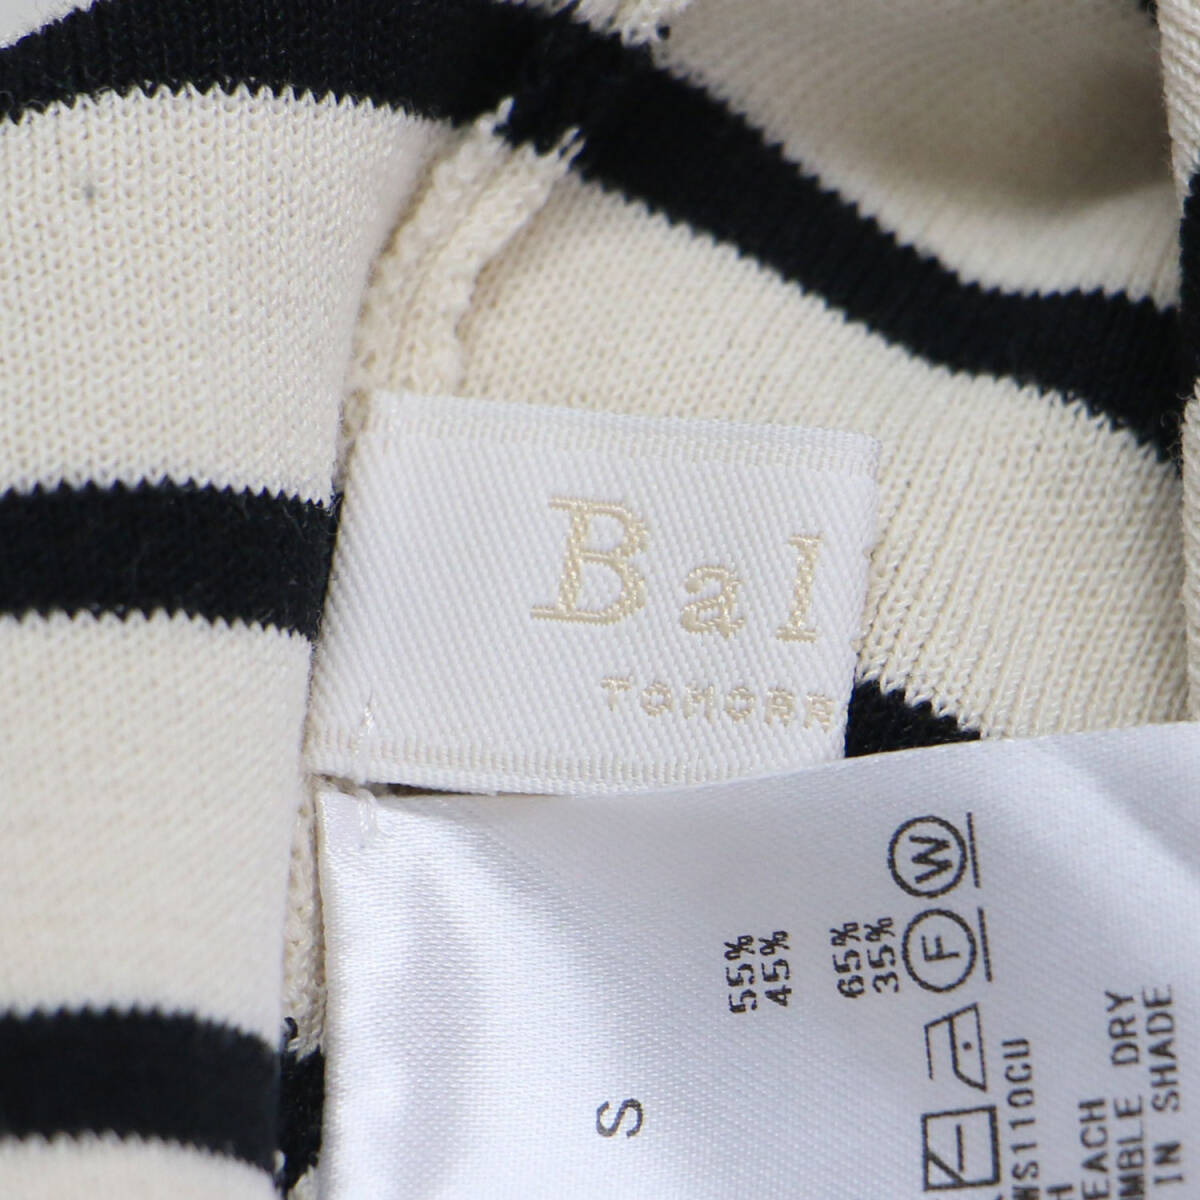 Bal
TOMORR
S
55%
45%
65%
35%
W
F
WS110CU
EACH
MBLE DRY
IN SHADE